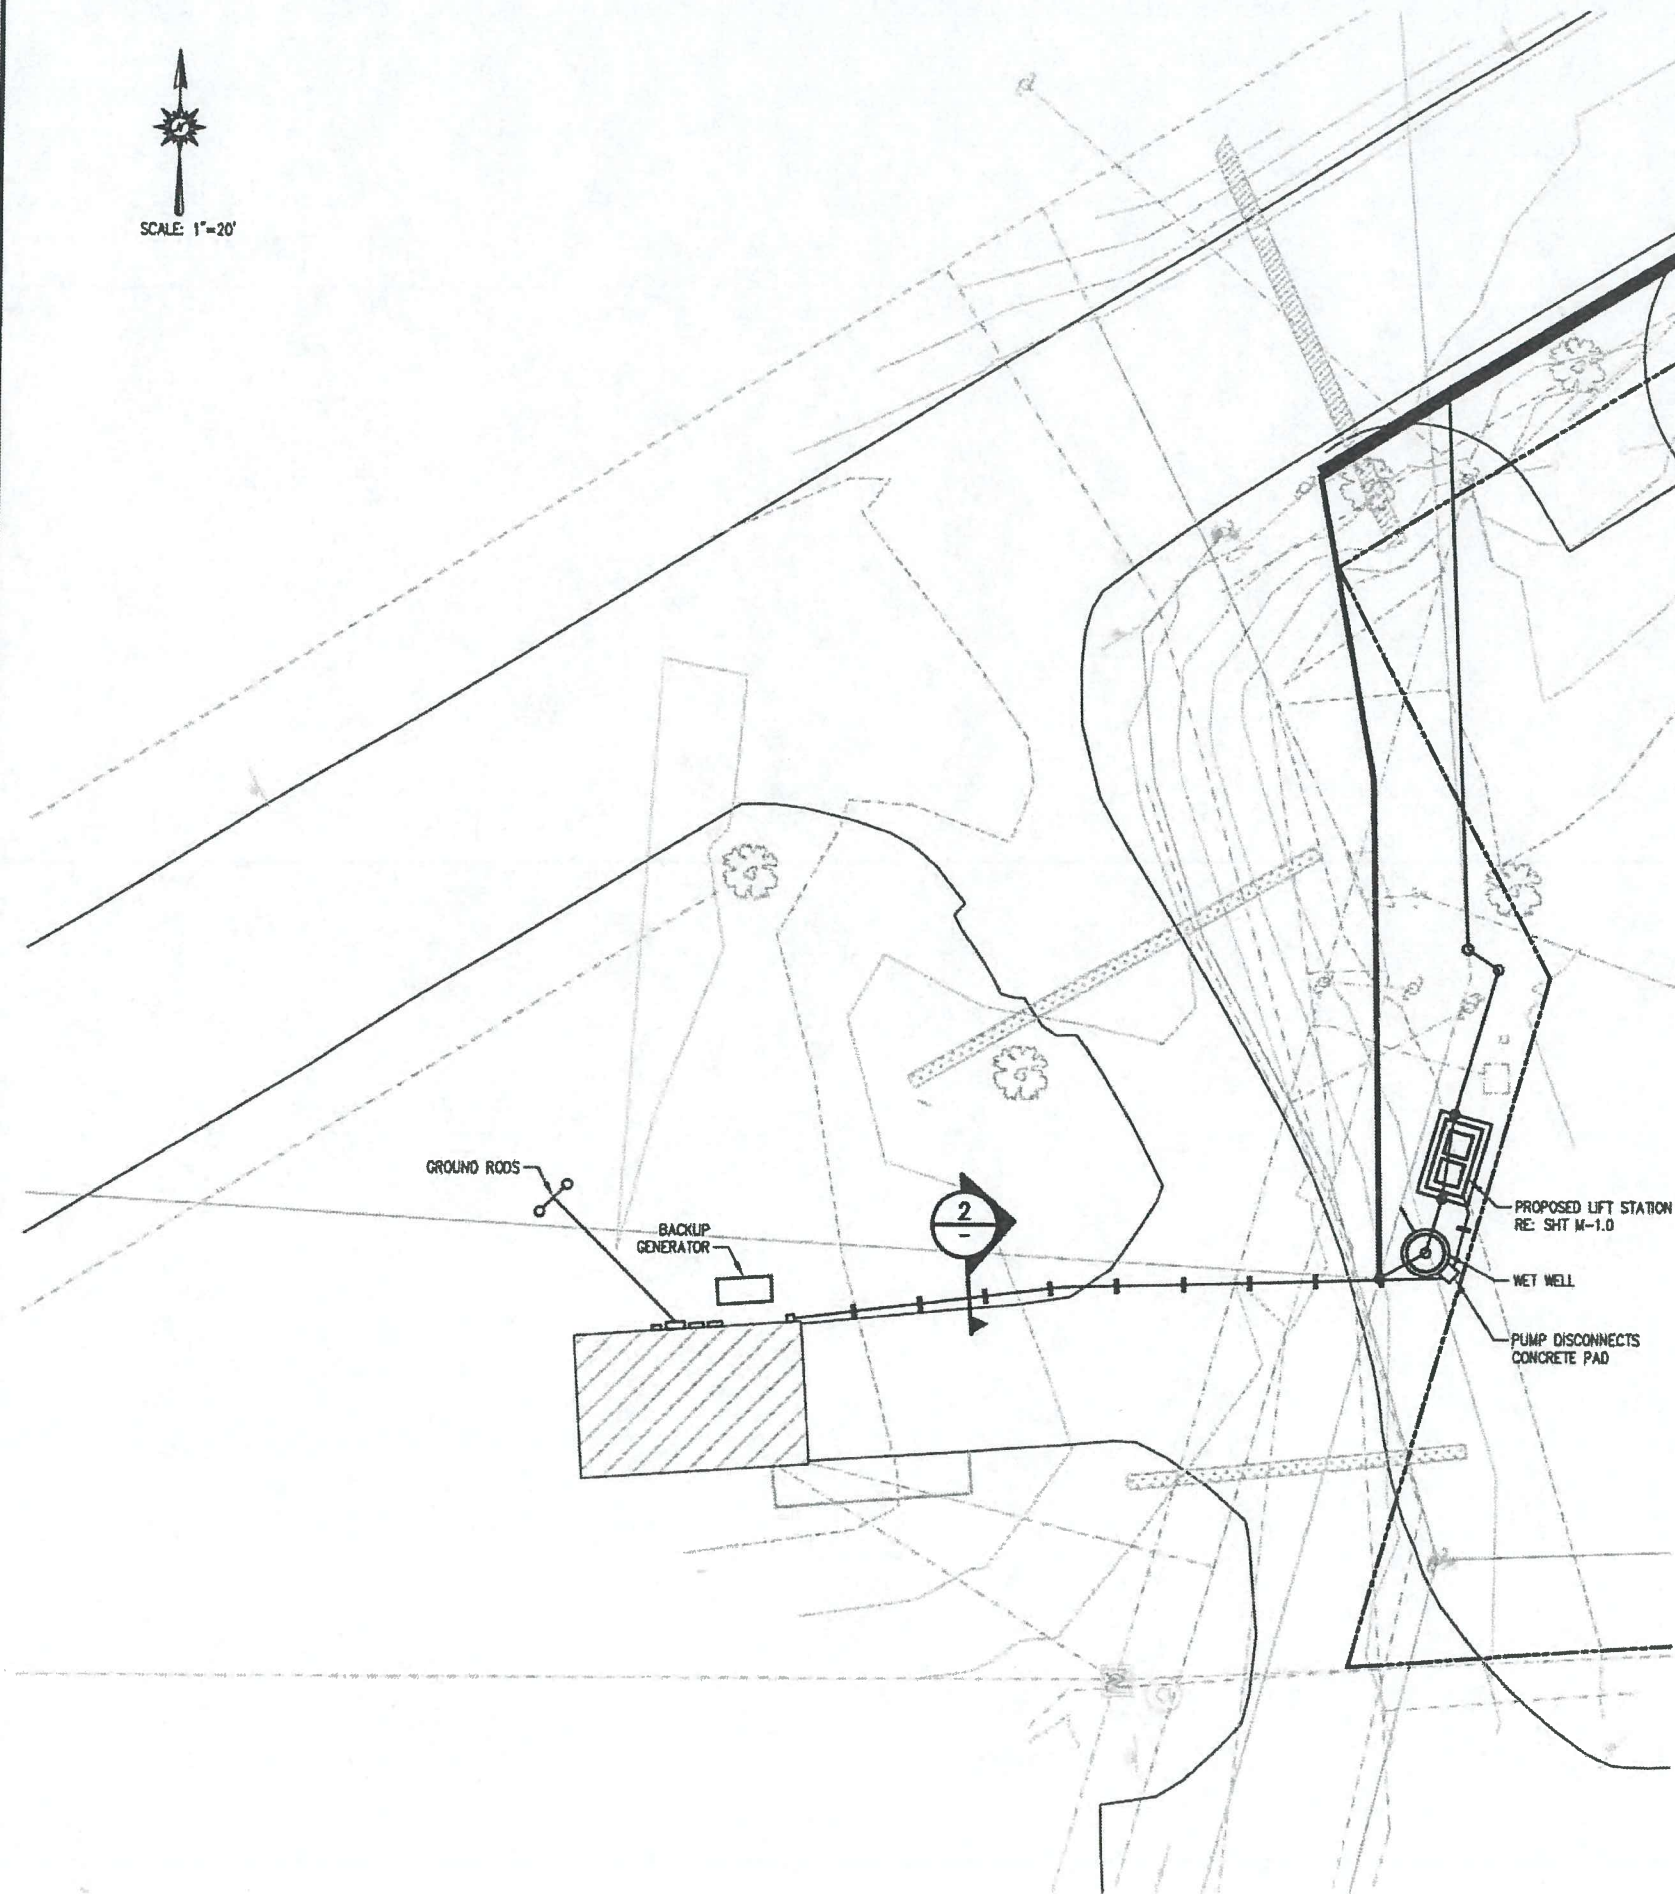 N
SCALE: 1"=20'
GROUND RODS
BACKUP
GENERATOR
2
-
PROPOSED LIFT STATION
RE: SHT M-1.0
WET WELL
PUMP DISCONNECTS
CONCRETE PAD